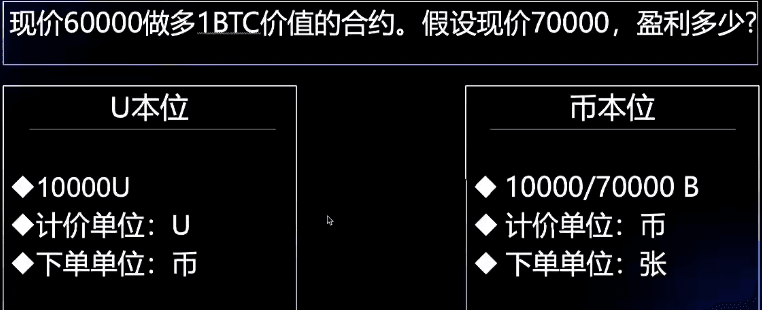 现价60000做多1BTC价值的合约。假设现价70000，盈利多少?
U本位
◆10000U
◆计价单位：U
◆下单单位：币
币本位
◆ 10000/70000 B
◆ 计价单位：币
◆ 下单单位：张